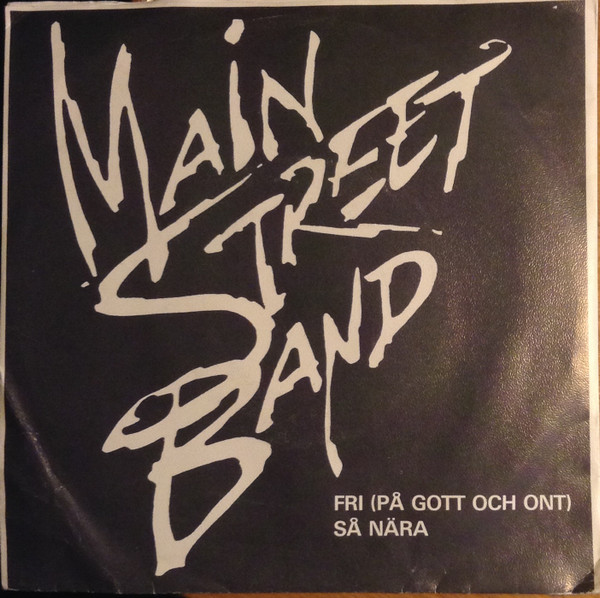 MAIN
STREET
BAND
FRI (PÅ GOTT OCH ONT)
SÅ NÄRA